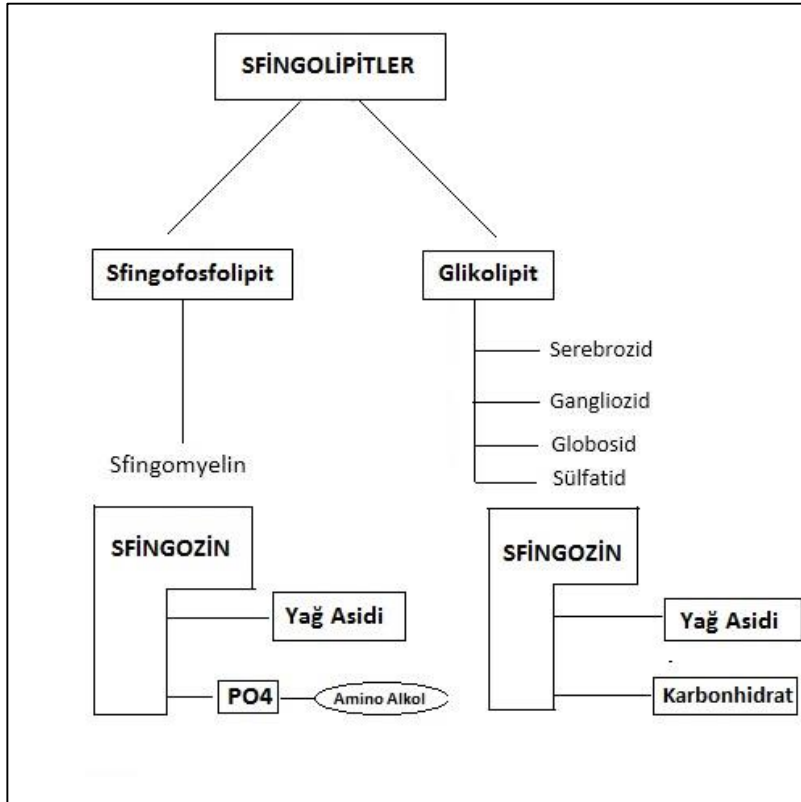 SFİNGOLİPİTLER
Sfingofosfolipit
Glikolipit
Serebrozid
Gangliozid
Globosid
Sülfatid
Sfingomyelin
SFİNGOZİN
Yağ Asidi
PO4
Amino Alkol
SFİNGOZİN
Yağ Asidi
Karbonhidrat